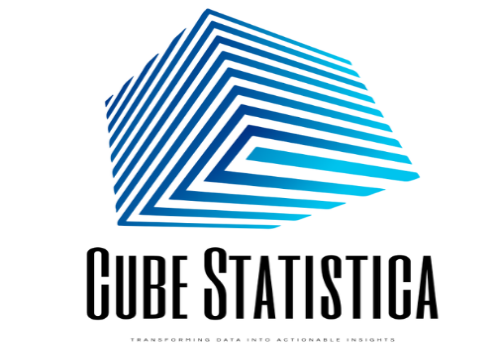 CUBE STATISTICA
TRANSFORMING DATA INTO ACTIONABLE INSIGHTS